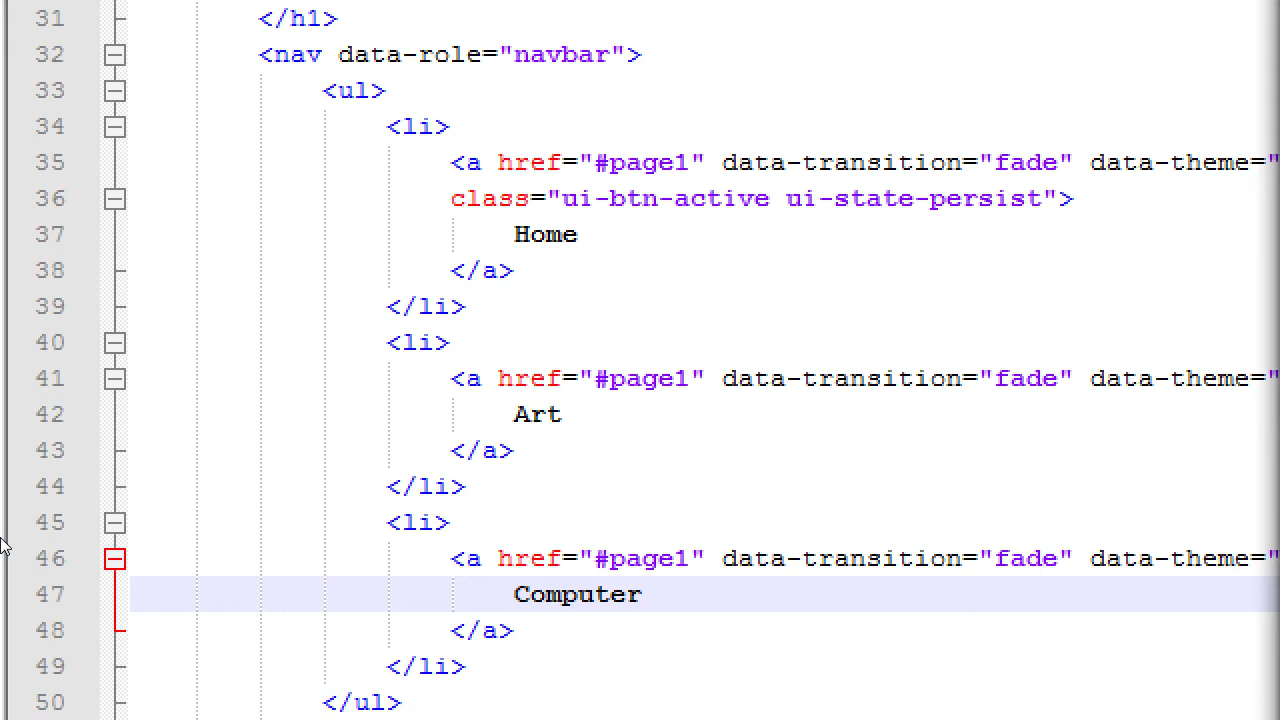 31 </h1>
32 <nav data-role="navbar">
33 <ul>
34 <li>
35 <a href="#page1" data-transition="fade" data-theme="
36 class="ui-btn-active ui-state-persist">
37 Home
38 </a>
39 </li>
40 <li>
41 <a href="#page1" data-transition="fade" data-theme="
42 Art
43 </a>
44 </li>
45 <li>
46 <a href="#page1" data-transition="fade" data-theme="
47 Computer
48 </a>
49 </li>
50 </ul>